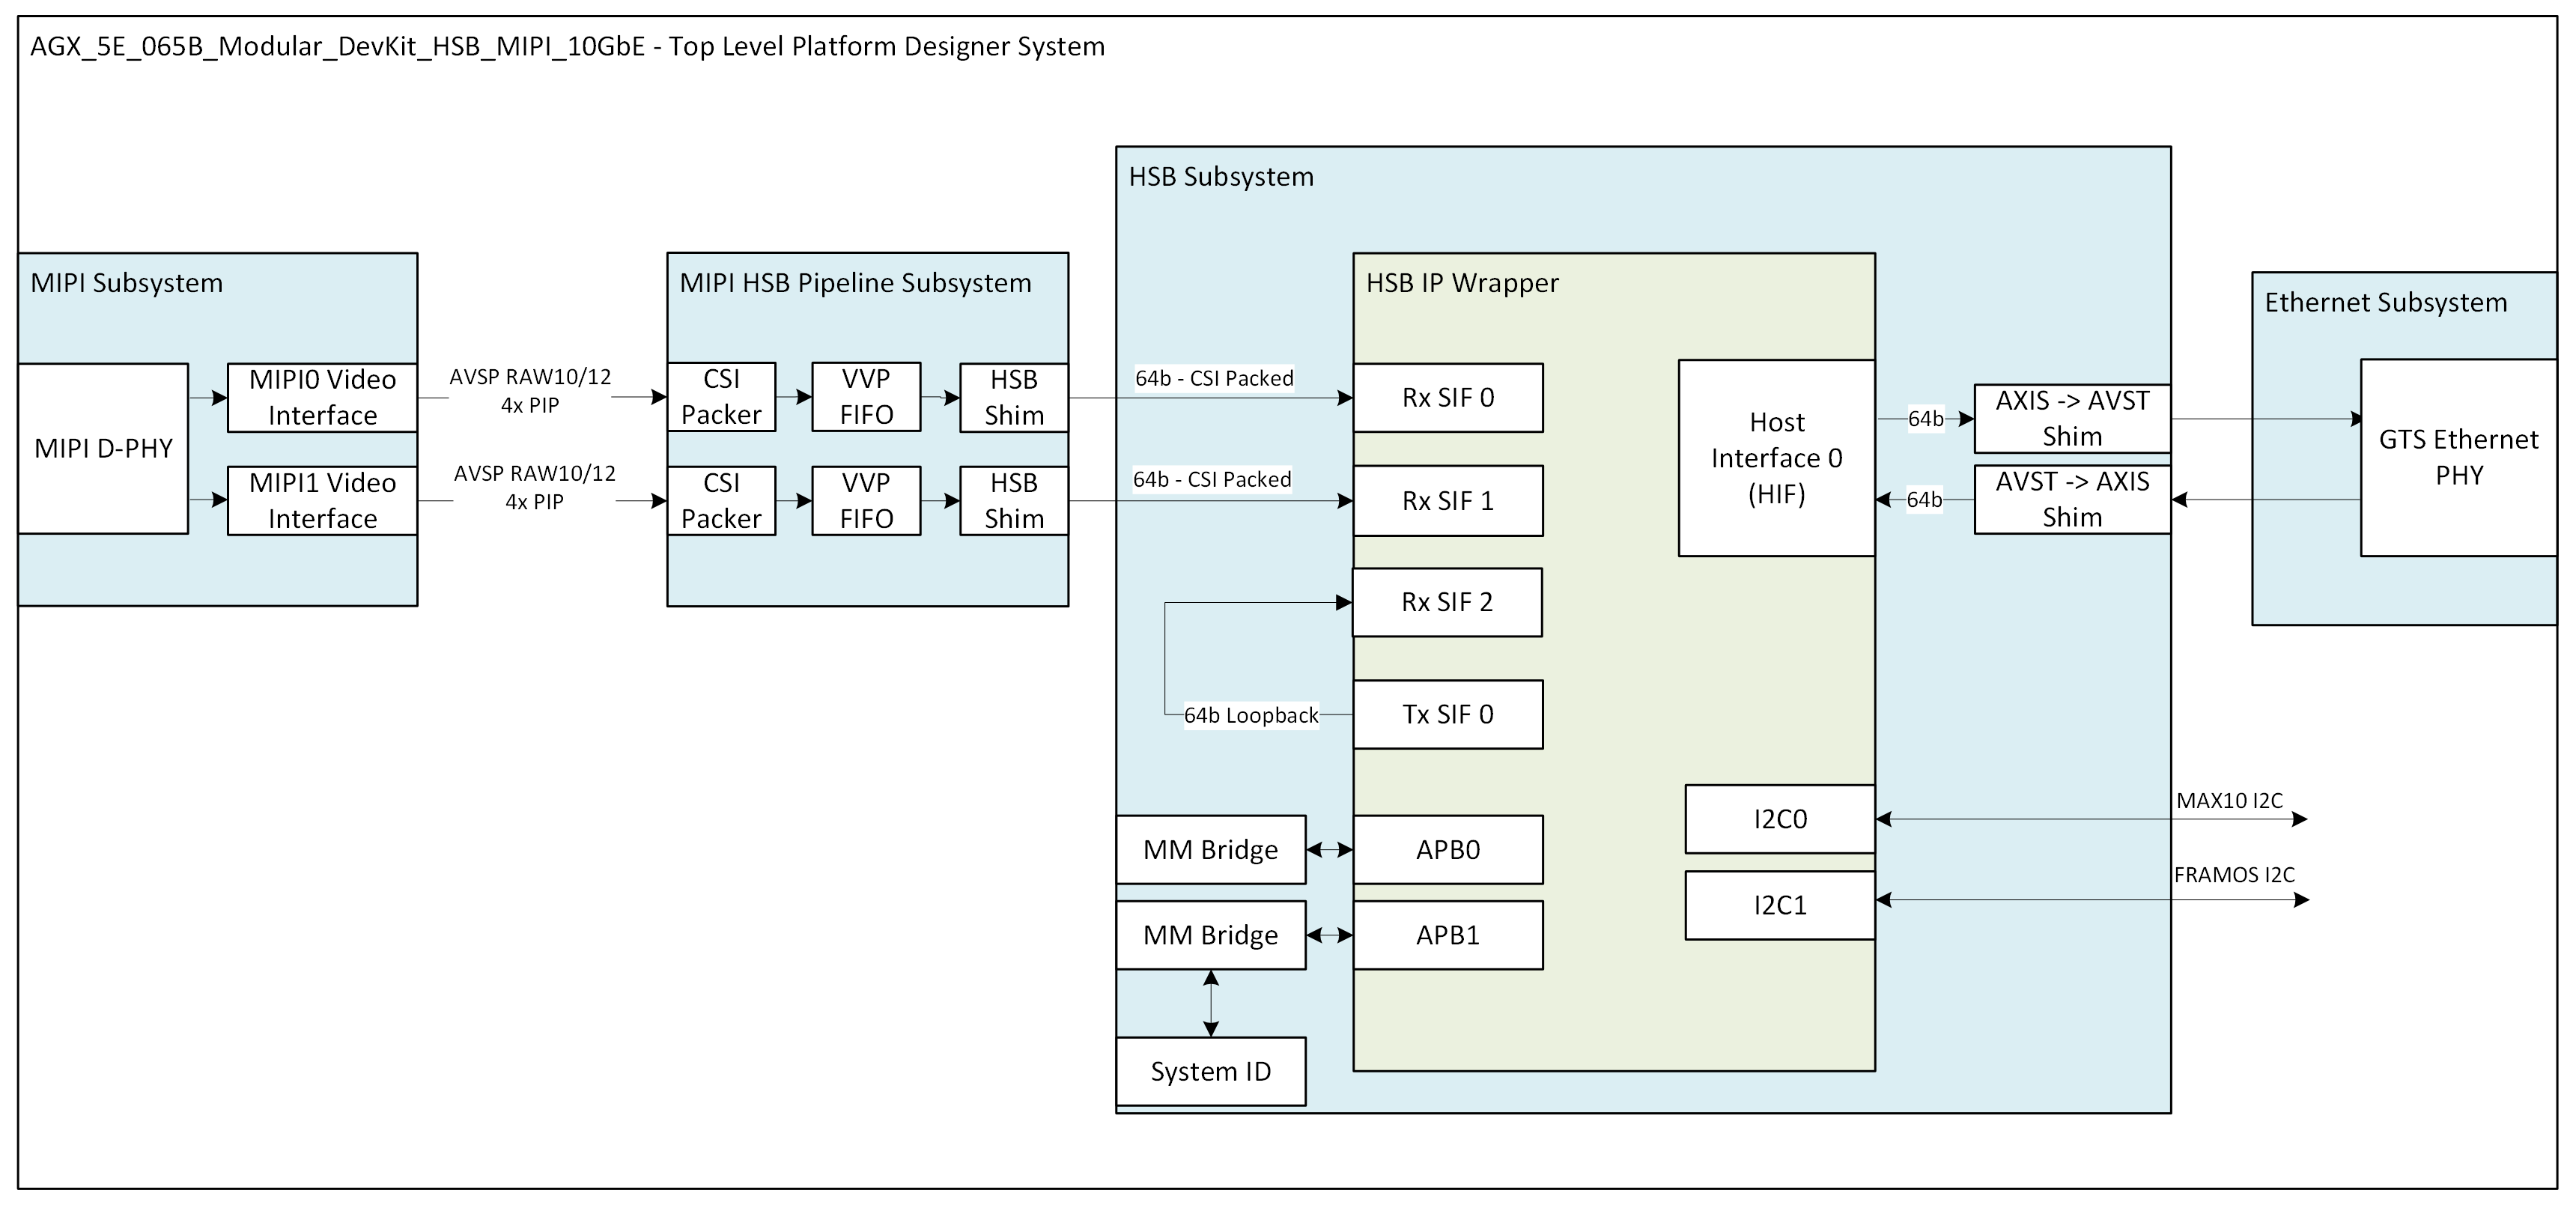 AGX_5E_065B_Modular_DevKit_HSB_MIPI_10GbE - Top Level Platform Designer System
MIPI Subsystem
MIPI D-PHY
MIPI0 Video
Interface
MIPI1 Video
Interface
AVSP RAW10/12
4x PIP
AVSP RAW10/12
4x PIP
MIPI HSB Pipeline Subsystem
CSI
Packer
VVP
FIFO
HSB
Shim
CSI
Packer
VVP
FIFO
HSB
Shim
HSB Subsystem
64b - CSI Packed
64b - CSI Packed
64b Loopback
HSB IP Wrapper
Rx SIF 0
Rx SIF 1
Rx SIF 2
Tx SIF 0
MM Bridge
APB0
MM Bridge
APB1
System ID
Host
Interface 0
(HIF)
64b
AXIS -> AVST
Shim
64b
AVST -> AXIS
Shim
I2C0
I2C1
MAX10 I2C
FRAMOS I2C
Ethernet Subsystem
GTS Ethernet
PHY